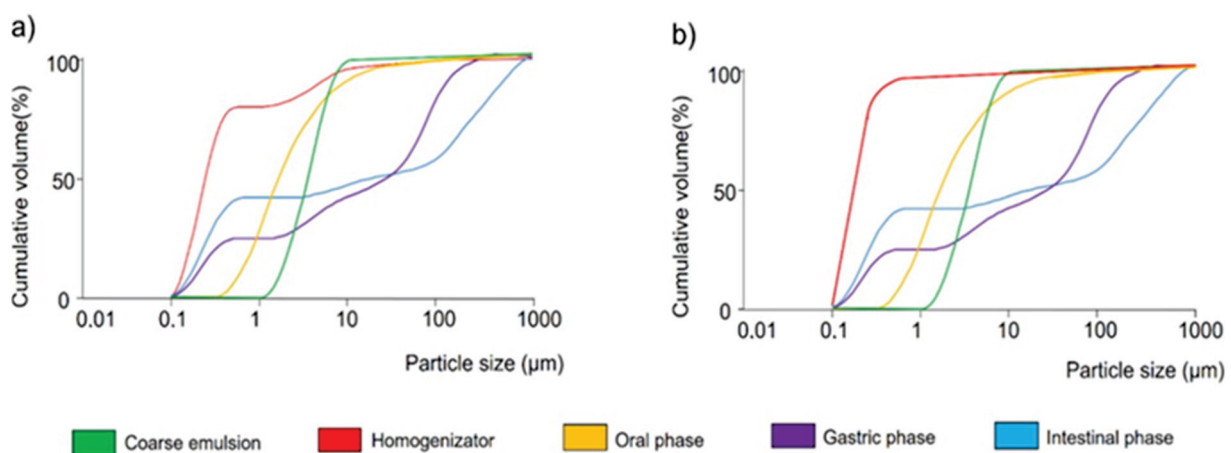 a)
Cumulative volume(%)
100
50
0
0.01 0.1 1 10 100 1000
Particle size (µm)
b)
Cumulative volume(%)
100
50
0
0.01 0.1 1 10 100 1000
Particle size (µm)
Coarse emulsion Homogenizator Oral phase Gastric phase Intestinal phase